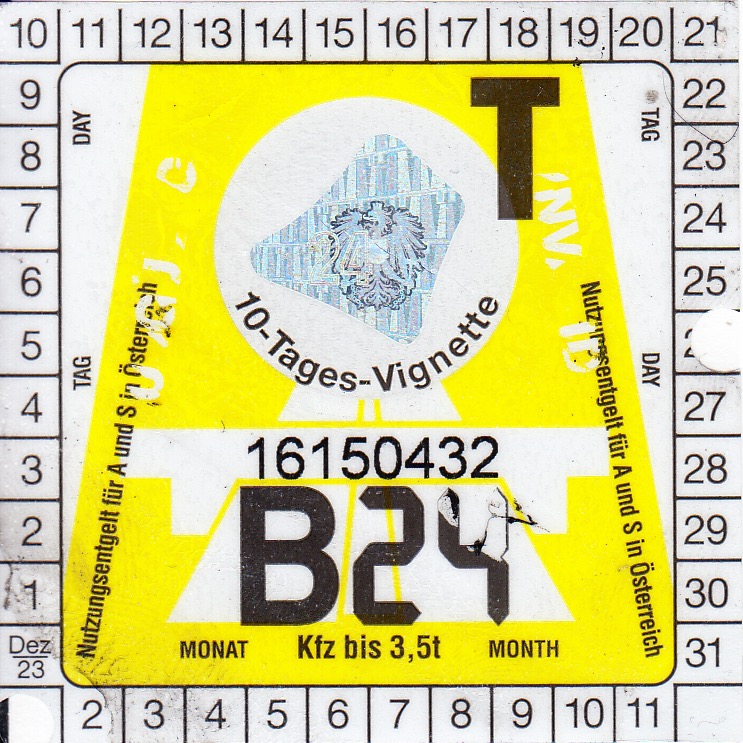 10 11 12 13 14 15 16 17 18 19 20 21
9 22
8 23
7 24
6 25
5
4 27
3 28
2 29
1 30
Dez 23 31
2 3 4 5 6 7 8 9 10 11
DAY
TAG
T
TAG
DAY
10-Tages-Vignette
Nutzungsentgelt für A und S in Österreich
Nutzungsentgelt für A und S in Österreich
16150432
B24
MONAT Kfz bis 3,5t MONTH